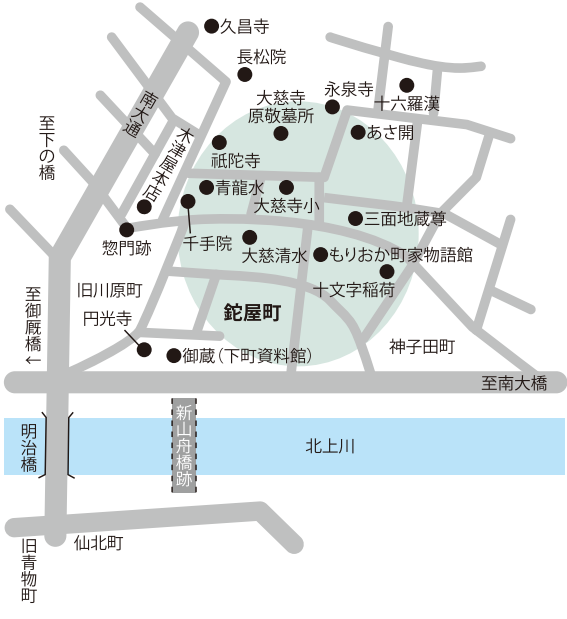 久昌寺
長松院
永泉寺
十六羅漢
大慈寺
原敬墓所
あさ開
南大通
木津屋本店
至下の橋
祇陀寺
青龍水
大慈寺小
三面地蔵尊
惣門跡
千手院
大慈清水
もりおか町家物語館
十文字稲荷
旧川原町
至御厩橋←
円光寺
鉈屋町
神子田町
御蔵（下町資料館）
至南大橋
明治橋
新山舟橋跡
北上川
旧青物町
仙北町